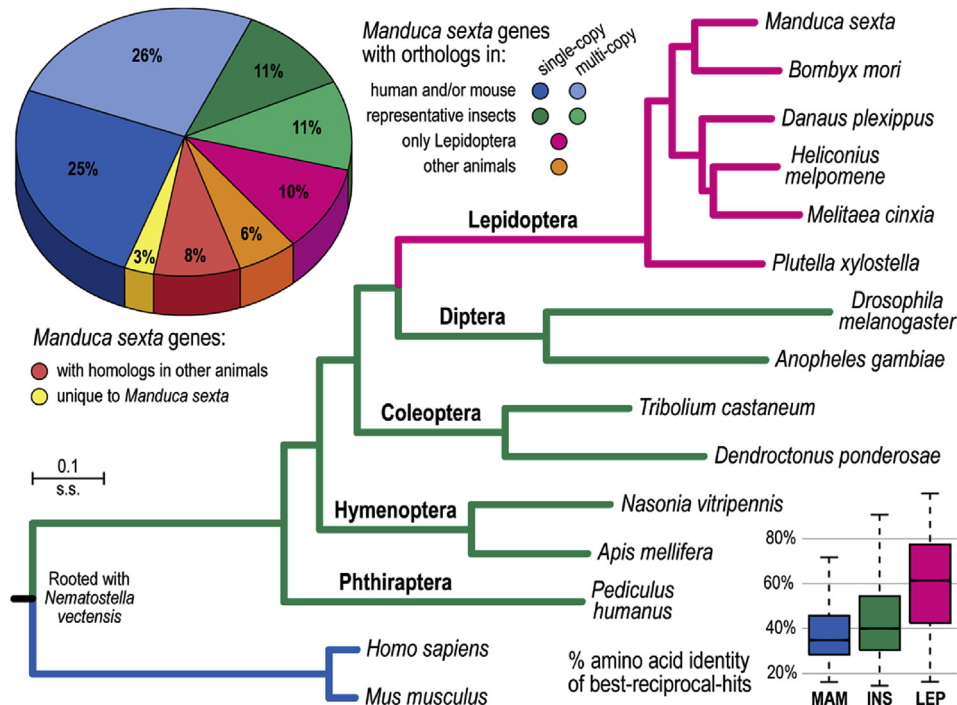 26%
11%
11%
10%
6%
8%
3%
25%
Manduca sexta genes
with orthologs in:
single-copy
multi-copy
human and/or mouse
representative insects
only Lepidoptera
other animals
Manduca sexta genes:
with homologs in other animals
unique to Manduca sexta
0.1
s.s.
Rooted with
Nematostella
vectensis
Lepidoptera
Diptera
Coleoptera
Hymenoptera
Phthiraptera
Manduca sexta
Bombyx mori
Danaus plexippus
Heliconius
melpomene
Melitaea cinxia
Plutella xylostella
Drosophila
melanogaster
Anopheles gambiae
Tribolium castaneum
Dendroctonus ponderosae
Nasonia vitripennis
Apis mellifera
Pediculus
humanus
Homo sapiens
Mus musculus
% amino acid identity
of best-reciprocal-hits
80%
60%
40%
20%
MAM INS LEP